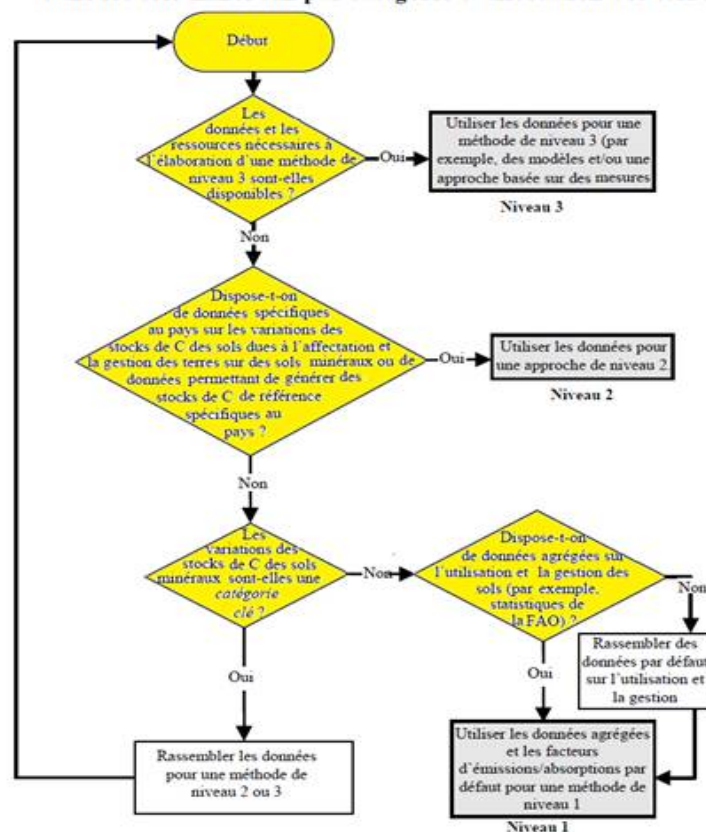 Début
Les
données et les
ressources nécessaires à
l'élaboration d'une méthode de
niveau 3 sont-elles
disponibles ?
Oui
Utiliser les données pour une
méthode de niveau 3 (par
exemple, des modèles et/ou une
approche basée sur des mesures
Niveau 3
Non
Dispose-t-on
de données spécifiques
au pays sur les variations des
stocks de C des sols dues à l'affectation et
la gestion des terres sur des sols minéraux ou de
données permettant de générer des
stocks de C de référence
spécifiques au
pays ?
Oui
Utiliser les données pour
une approche de niveau 2.
Niveau 2
Non
Les
variations des
stocks de C des sols
minéraux sont-elles une
catégorie
clé ?
Non
Dispose-t-on
de données agrégées sur
l'utilisation et la gestion des
sols (par exemple,
statistiques de
la FAO) ?
Non
Rassembler des
données par défaut
sur l'utilisation et
la gestion
Oui
Oui
Rassembler les données
pour une méthode de
niveau 2 ou 3
Utiliser les données agrégées
et les facteurs
d'émissions/absorptions par
défaut pour une méthode de
niveau 1
Niveau 1